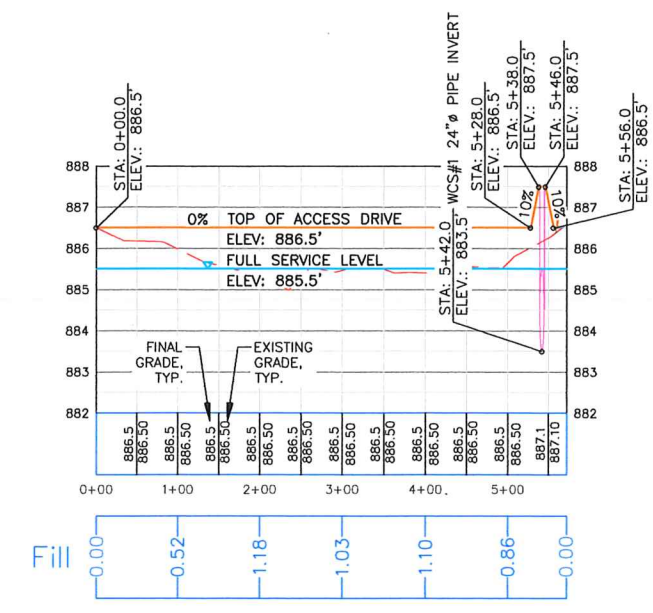 STA: 0+00.0
ELEV.: 886.5'
STA: 5+42.0
ELEV.: 883.5' WCS#1 24"ø PIPE INVERT
STA: 5+28.0
ELEV.: 886.5'
STA: 5+38.0
ELEV.: 887.5'
STA: 5+46.0
ELEV.: 887.5'
STA: 5+56.0
ELEV.: 886.5'
888
888
887
887
886
886
885
885
884
884
883
883
882
882
10%
10%
0% TOP OF ACCESS DRIVE
ELEV: 886.5'
FULL SERVICE LEVEL
ELEV: 885.5'
FINAL
GRADE,
TYP.
EXISTING
GRADE,
TYP.
886.5
886.50
886.5
886.50
886.5
886.50
886.5
886.50
886.5
886.50
886.5
886.50
886.5
886.50
886.5
886.50
886.5
886.50
886.5
886.50
887.1
887.10
0+00
1+00
2+00
3+00
4+00.
5+00
Fill
0.00
0.52
1.18
1.03
1.10
0.86
0.00